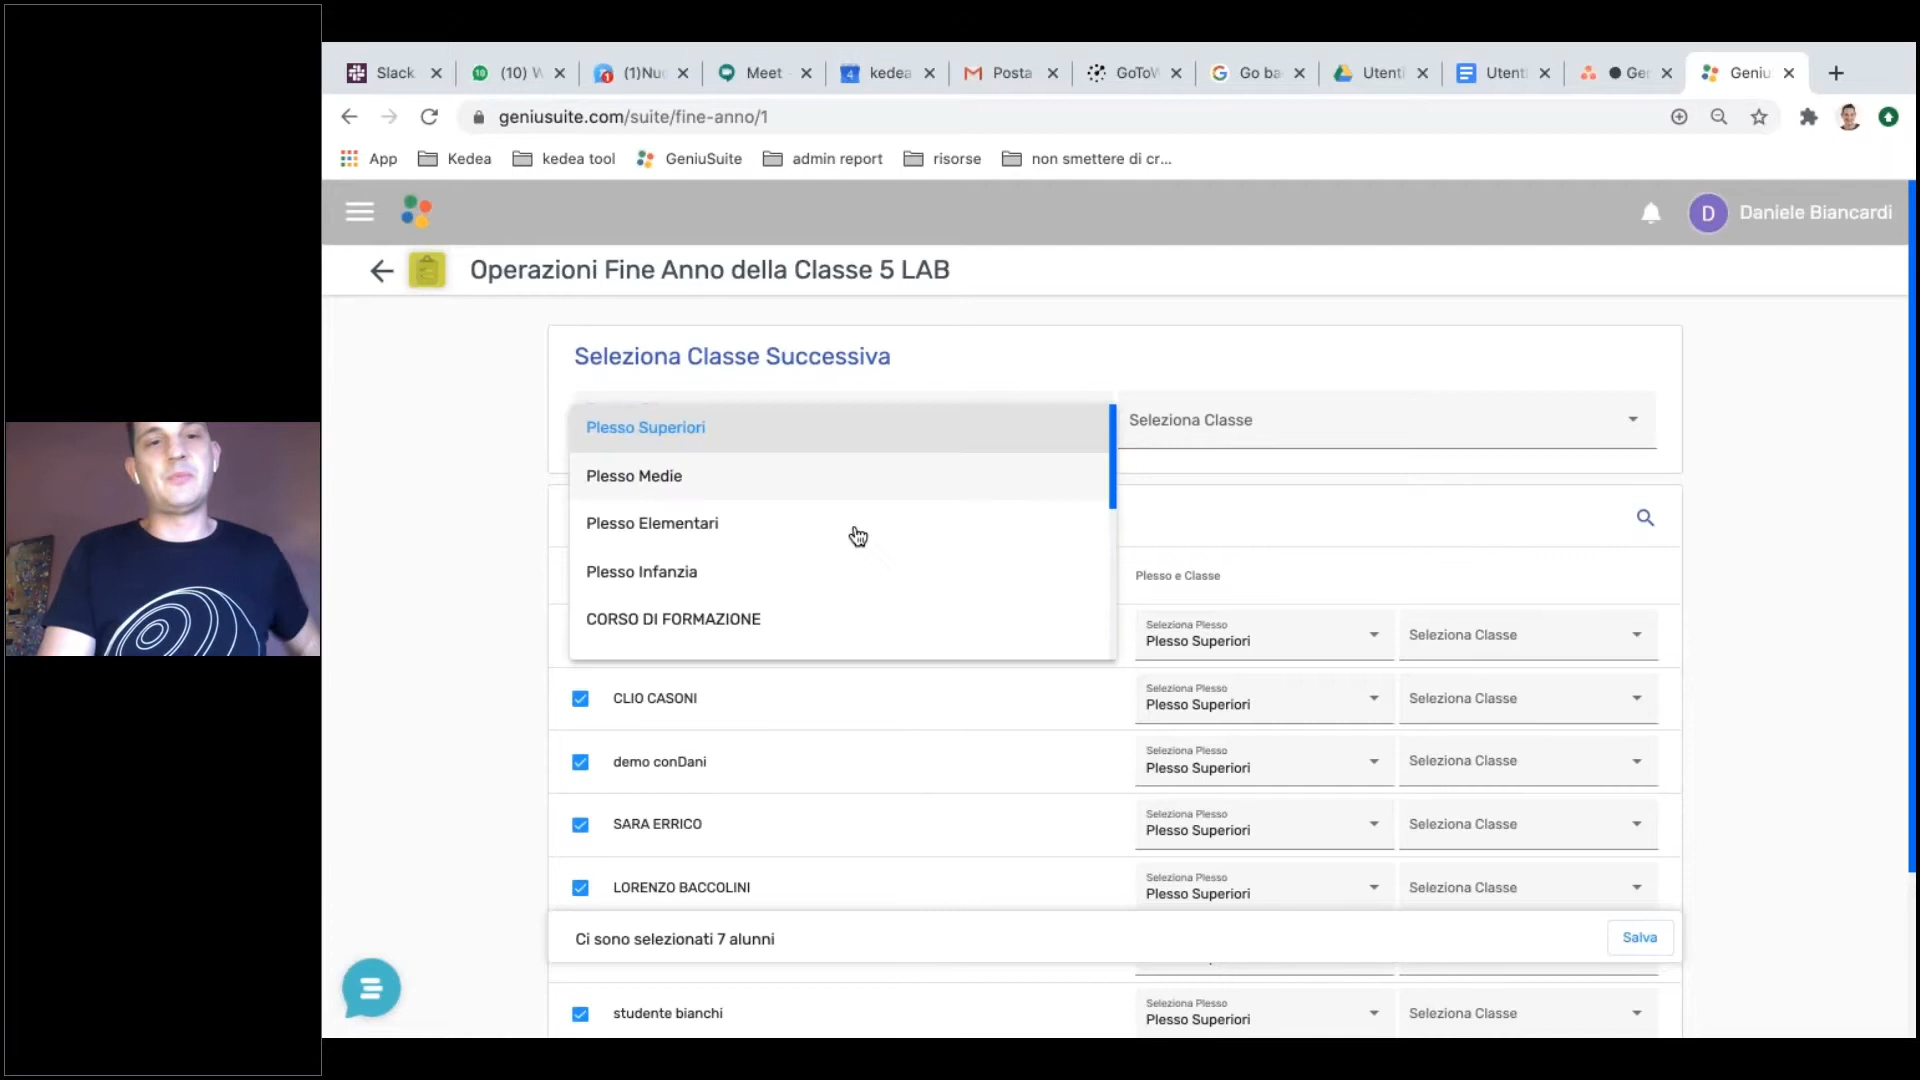 Slack
(10) W
(1)Nuo
Meet -
kedea
Posta
GoToW
Go ba
Utenti
Utenti
Ger
Geniu
geniusuite.com/suite/fine-anno/1
App
Kedea
kedea tool
GeniuSuite
admin report
risorse
non smettere di cr...
D
Daniele Biancardi
Operazioni Fine Anno della Classe 5 LAB
Seleziona Classe Successiva
Plesso Superiori
Plesso Medie
Plesso Elementari
Plesso Infanzia
CORSO DI FORMAZIONE
Seleziona Classe
Plesso e Classe
Seleziona Plesso
Plesso Superiori
Seleziona Classe
CLIO CASONI
Seleziona Plesso
Plesso Superiori
Seleziona Classe
demo conDani
Seleziona Plesso
Plesso Superiori
Seleziona Classe
SARA ERRICO
Seleziona Plesso
Plesso Superiori
Seleziona Classe
LORENZO BACCOLINI
Seleziona Plesso
Plesso Superiori
Seleziona Classe
Ci sono selezionati 7 alunni
Salva
studente bianchi
Seleziona Plesso
Plesso Superiori
Seleziona Classe